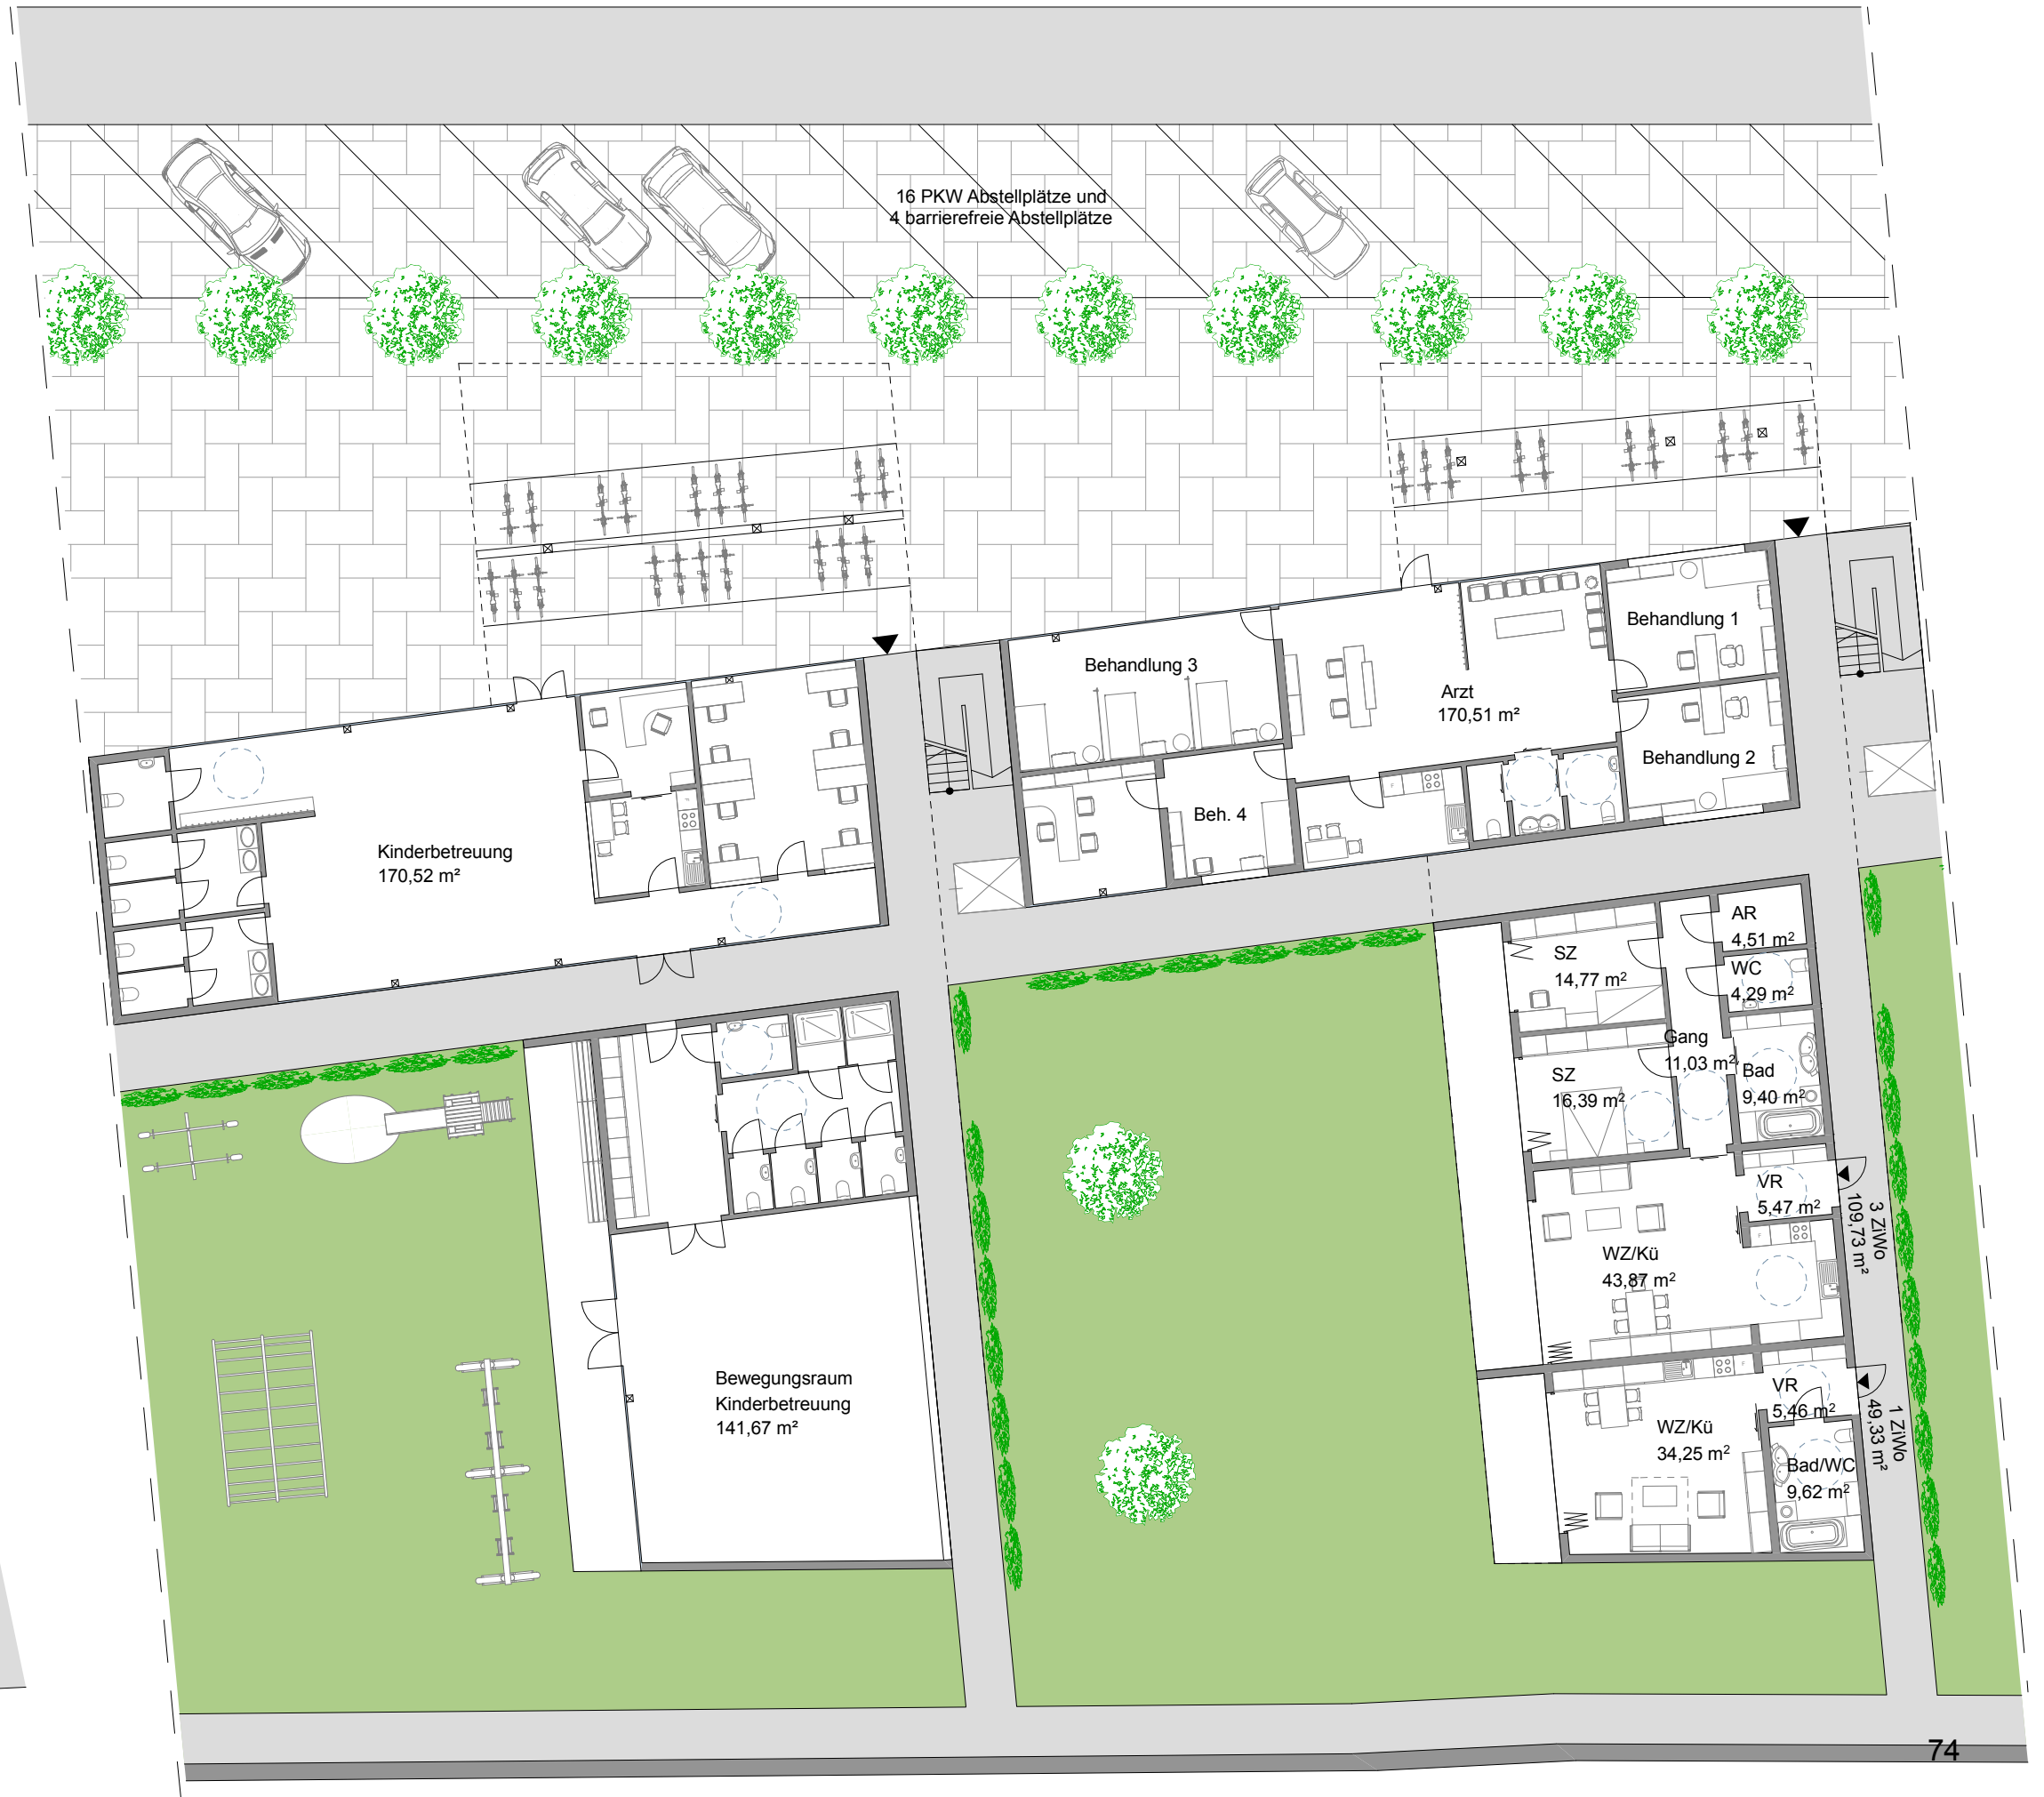 16 PKW Abstellplätze und
4 barrierefreie Abstellplätze
Behandlung 1
Behandlung 3
Arzt
170,51 m²
Behandlung 2
Beh. 4
Kinderbetreuung
170,52 m²
AR
4,51 m²
SZ
14,77 m²
WC
4,29 m²
Gang
11,03 m²
Bad
9,40 m²
SZ
16,39 m²
VR
5,47 m²
3 ZiWo
109,73 m²
WZ/Kü
43,87 m²
Bewegungsraum
Kinderbetreuung
141,67 m²
VR
5,46 m²
1 ZiWo
49,33 m²
WZ/Kü
34,25 m²
Bad/WC
9,62 m²
74